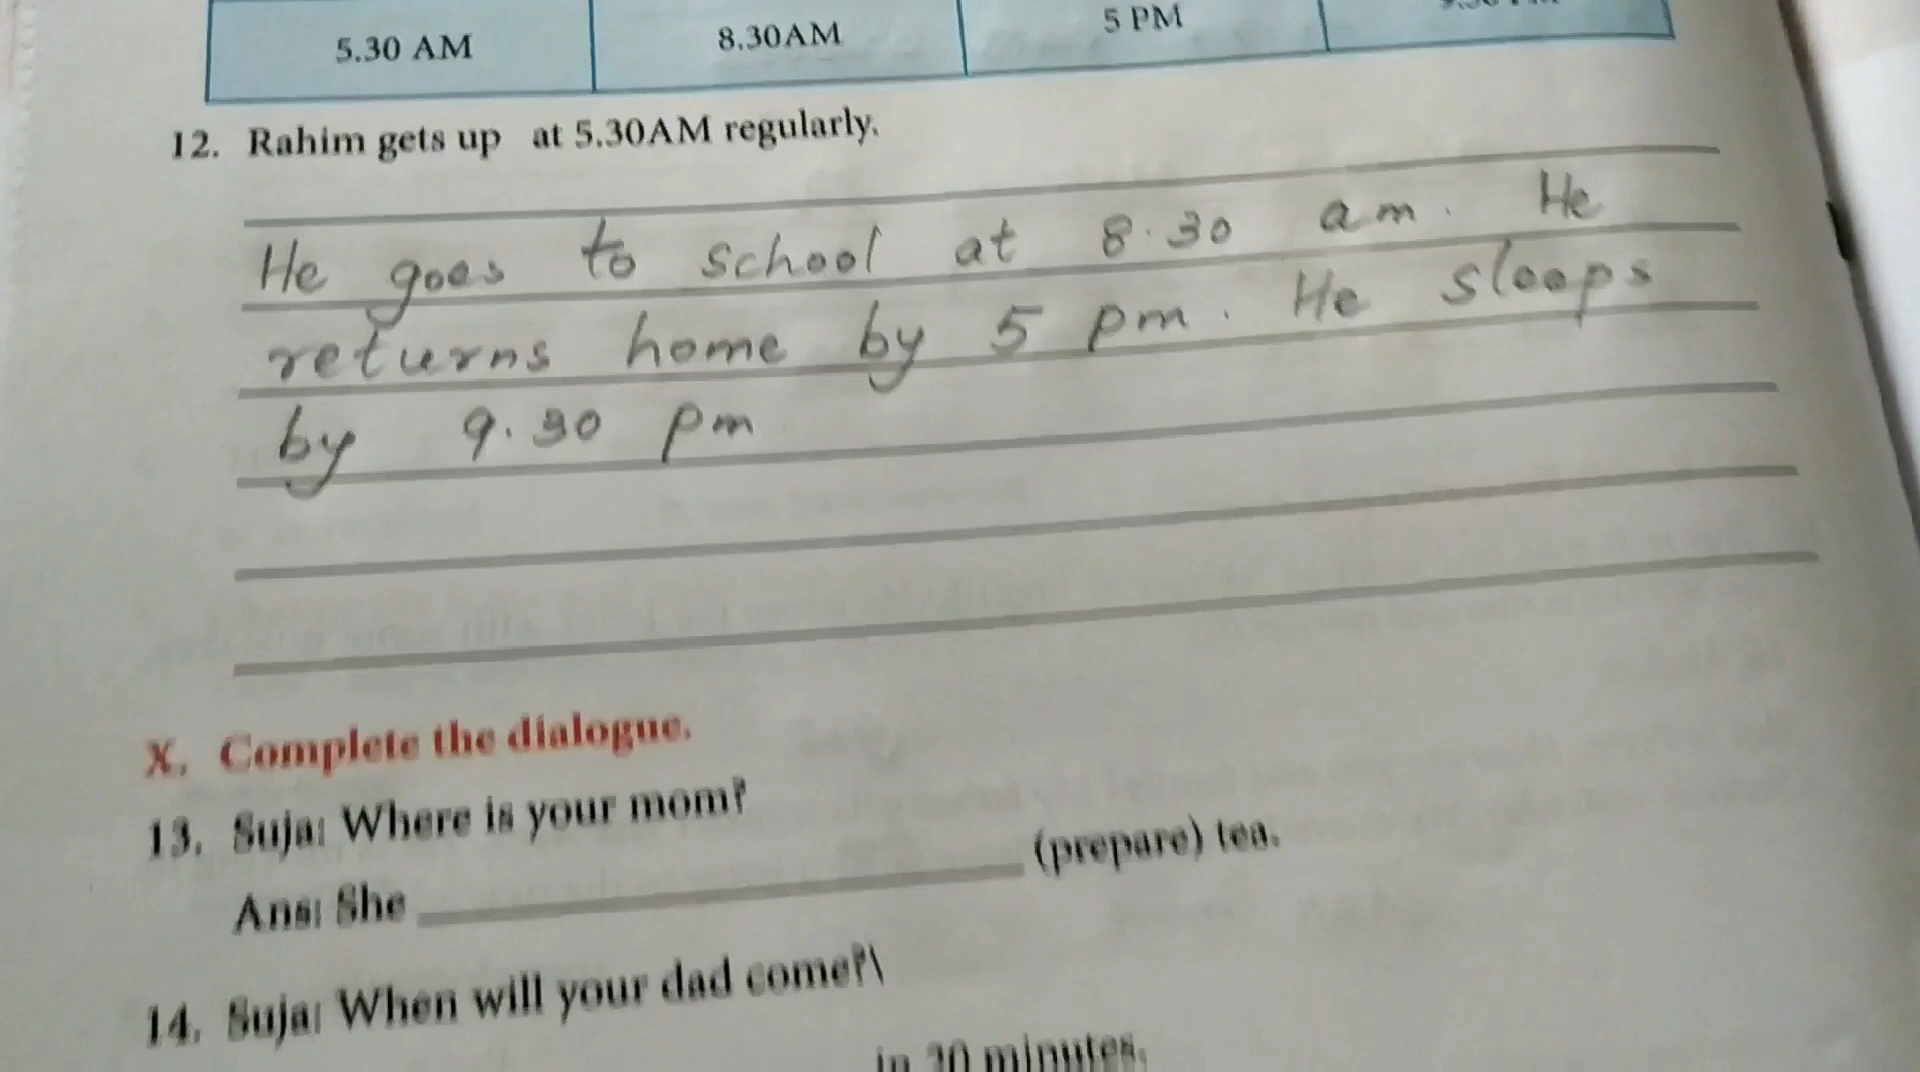 5.30 AM 8.30AM 5 PM
12. Rahim gets up at 5.30AM regularly.
He goes to school at 8.30 am. He
returns home by 5 pm. He sleeps
by 9.30 pm
X. Complete the dialogue.
13. Suja: Where is your mom?
Ans: She (prepare) tea.
14. Suja: When will your dad come?\
in 30 minutes.